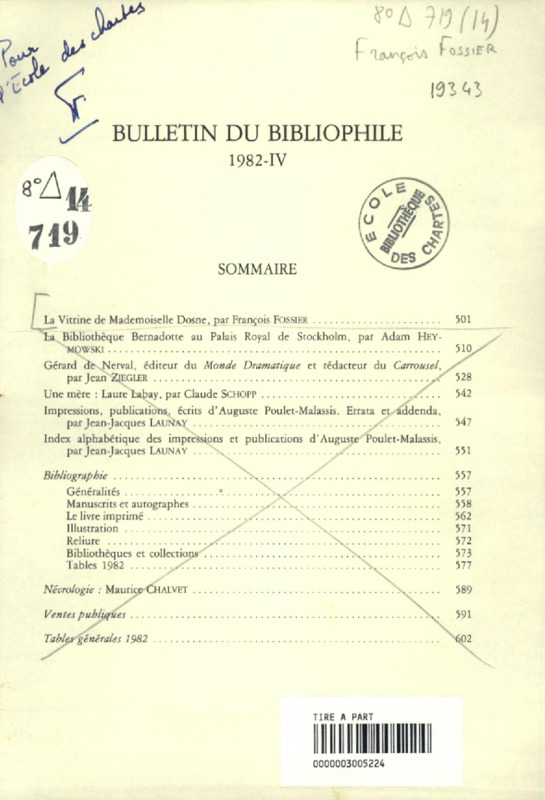 Pour
l'Ecole des chartes
8° Δ 719 (14)
François FOSSIER
19343
BULLETIN DU BIBLIOPHILE
1982-IV
8° Δ 14
719
ECOLE
BIBLIOTHÈQUE
DES CHARTES
SOMMAIRE
La Vitrine de Mademoiselle Dosne, par François FOSSIER 501
La Bibliothèque Bernadotte au Palais Royal de Stockholm, par Adam HEY-
MOWSKI 510
Gérard de Nerval, éditeur du Monde Dramatique et rédacteur du Carrousel,
par Jean ZIEGLER 528
Une mère : Laure Labay, par Claude SCHOPP 542
Impressions, publications, écrits d'Auguste Poulet-Malassis. Errata et addenda,
par Jean-Jacques LAUNAY 547
Index alphabétique des impressions et publications d'Auguste Poulet-Malassis,
par Jean-Jacques LAUNAY 551
Bibliographie 557
Généralités 557
Manuscrits et autographes 558
Le livre imprimé 562
Illustration 571
Reliure 572
Bibliothèques et collections 573
Tables 1982 577
Nécrologie : Maurice CHALVET 589
Ventes publiques 591
Tables générales 1982 602
TIRE A PART
0000003005224